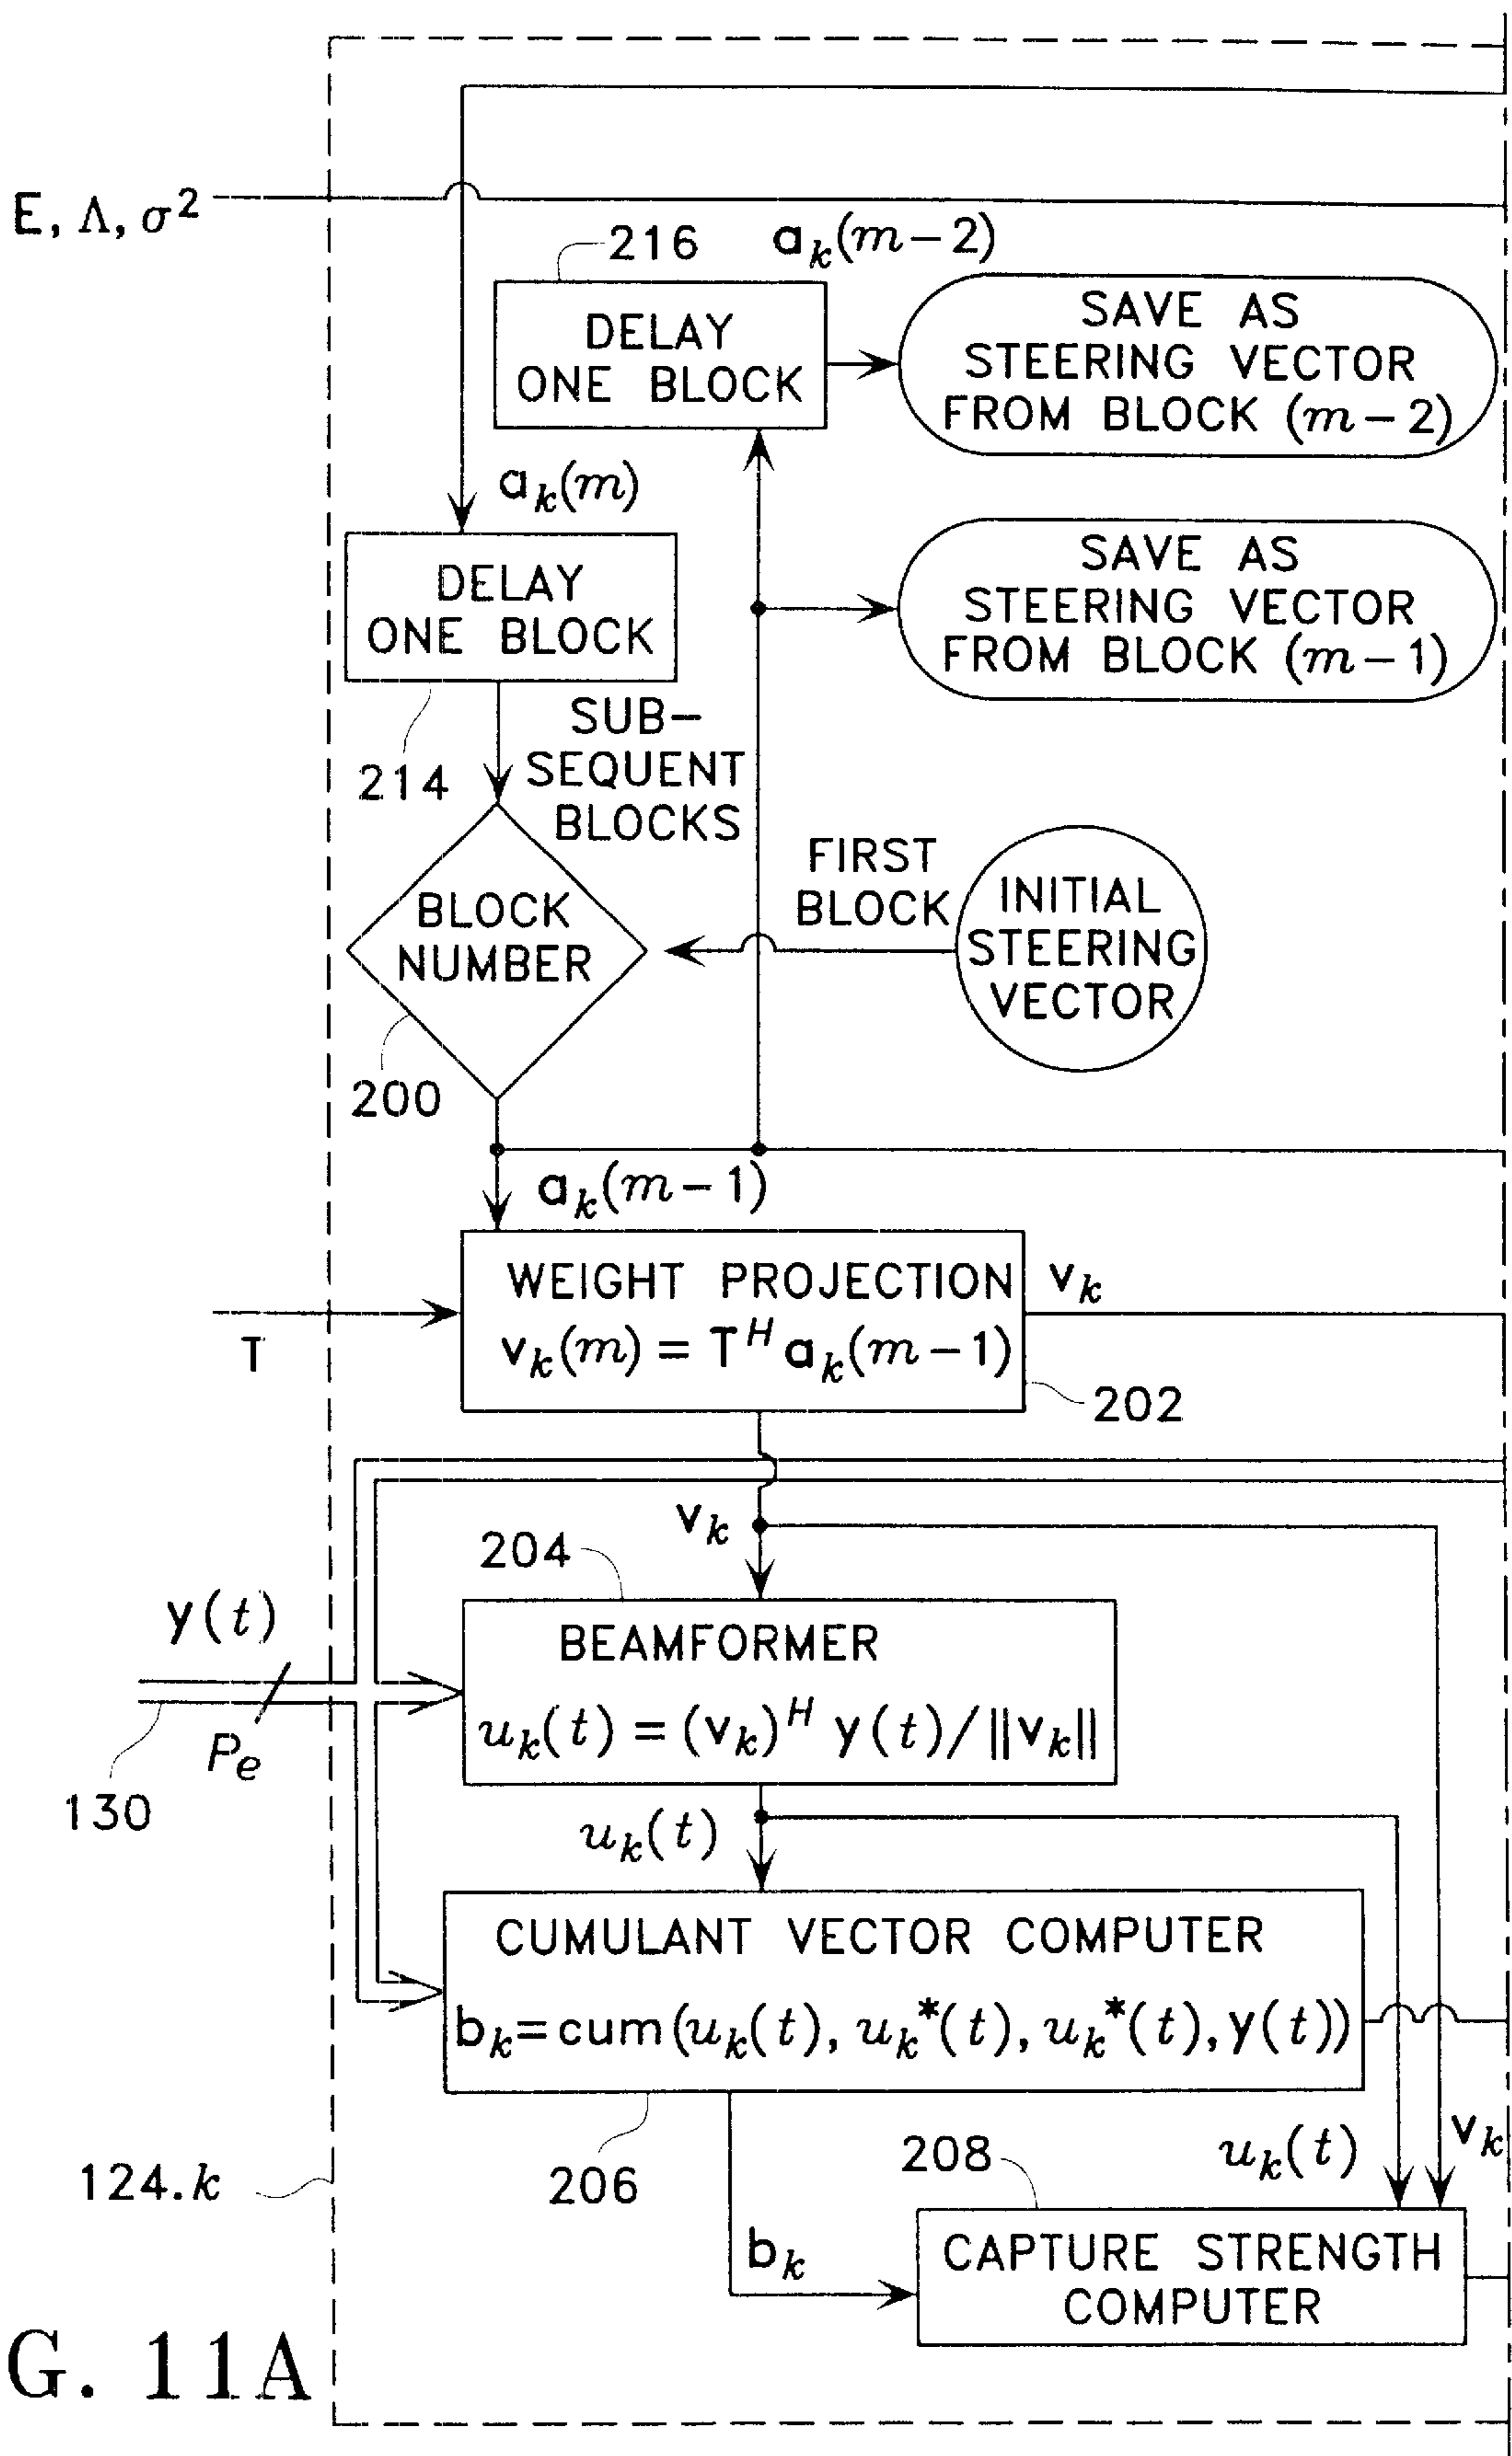 E, Λ, σ²
216
a_k(m-2)
DELAY
ONE BLOCK
SAVE AS
STEERING VECTOR
FROM BLOCK (m-2)
a_k(m)
DELAY
ONE BLOCK
SAVE AS
STEERING VECTOR
FROM BLOCK (m-1)
214
SUB-
SEQUENT
BLOCKS
BLOCK
NUMBER
FIRST
BLOCK
INITIAL
STEERING
VECTOR
200
a_k(m-1)
T
WEIGHT PROJECTION
v_k(m) = T^H a_k(m-1)
v_k
202
v_k
204
y(t)
P_e
130
BEAMFORMER
u_k(t) = (v_k)^H y(t)/||v_k||
u_k(t)
CUMULANT VECTOR COMPUTER
b_k=cum(u_k(t), u_k*(t), u_k*(t), y(t))
206
124.k
208
u_k(t)
v_k
b_k
CAPTURE STRENGTH
COMPUTER
G. 11A